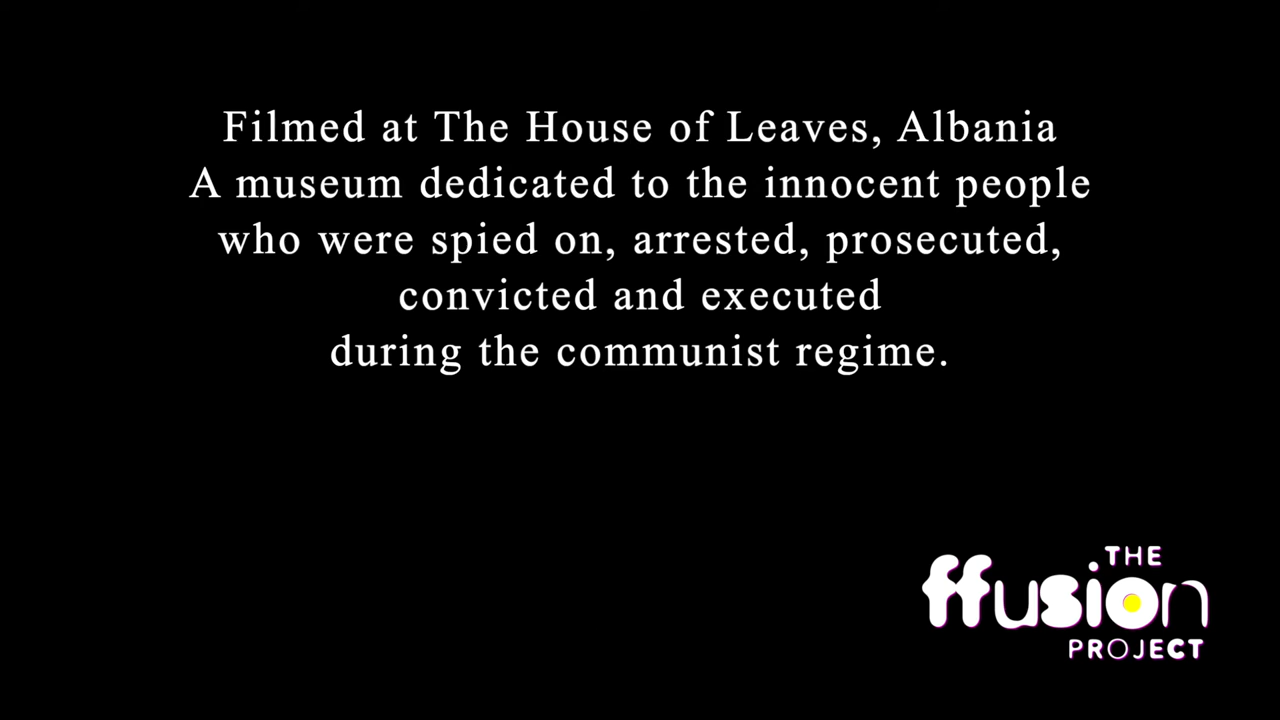 Filmed at The House of Leaves, Albania
A museum dedicated to the innocent people
who were spied on, arrested, prosecuted,
convicted and executed
during the communist regime.
THE
ffusion
PROJECT